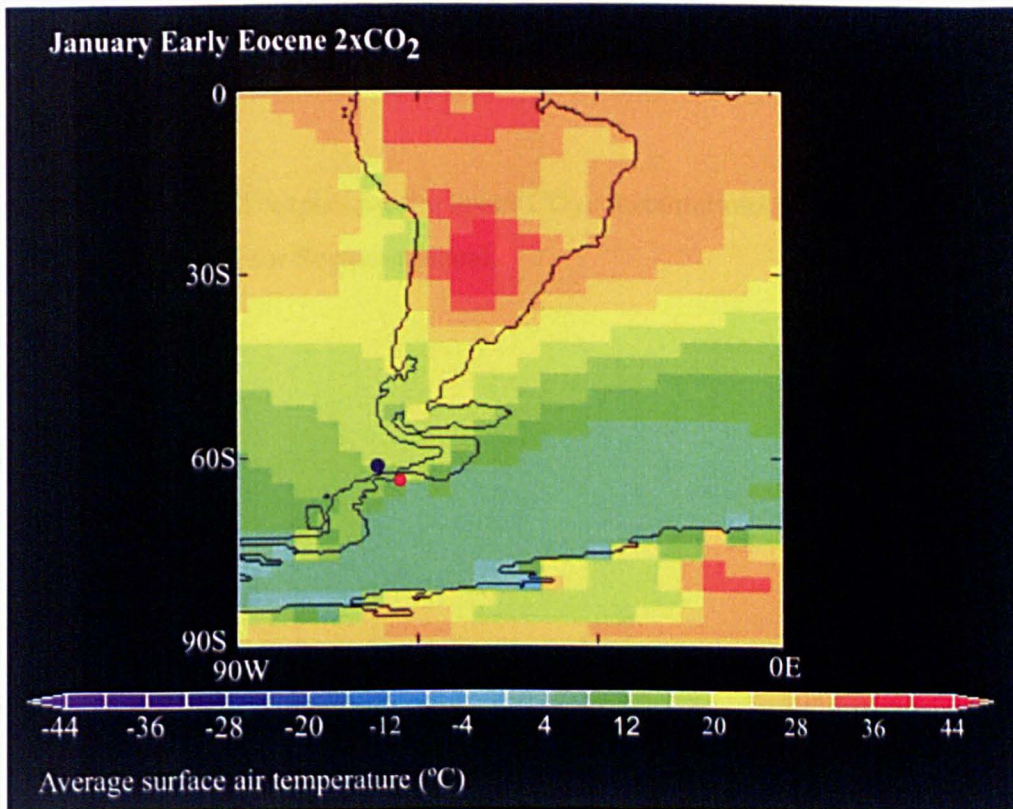 January Early Eocene 2xCO2
0
30S
60S
90S
90W 0E
-44 -36 -28 -20 -12 -4 4 12 20 28 36 44
Average surface air temperature (ºC)